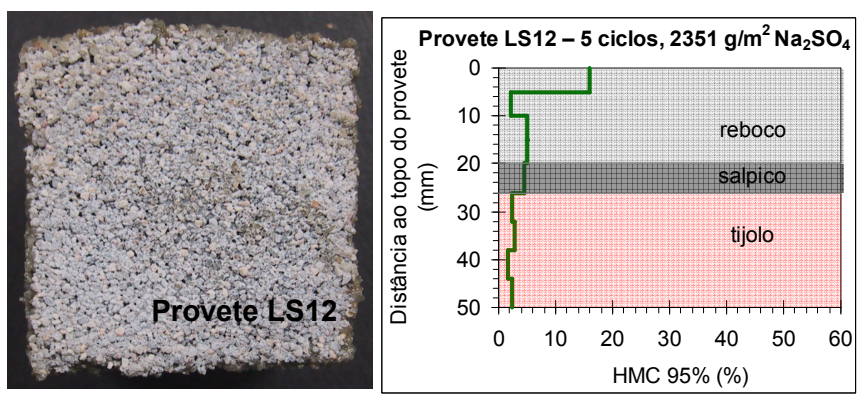 Provete LS12
Provete LS12 – 5 ciclos, 2351 g/m² Na₂SO₄
Distância ao topo do provete
(mm)
0
10
20
30
40
50
reboco
salpico
tijolo
0 10 20 30 40 50 60
HMC 95% (%)